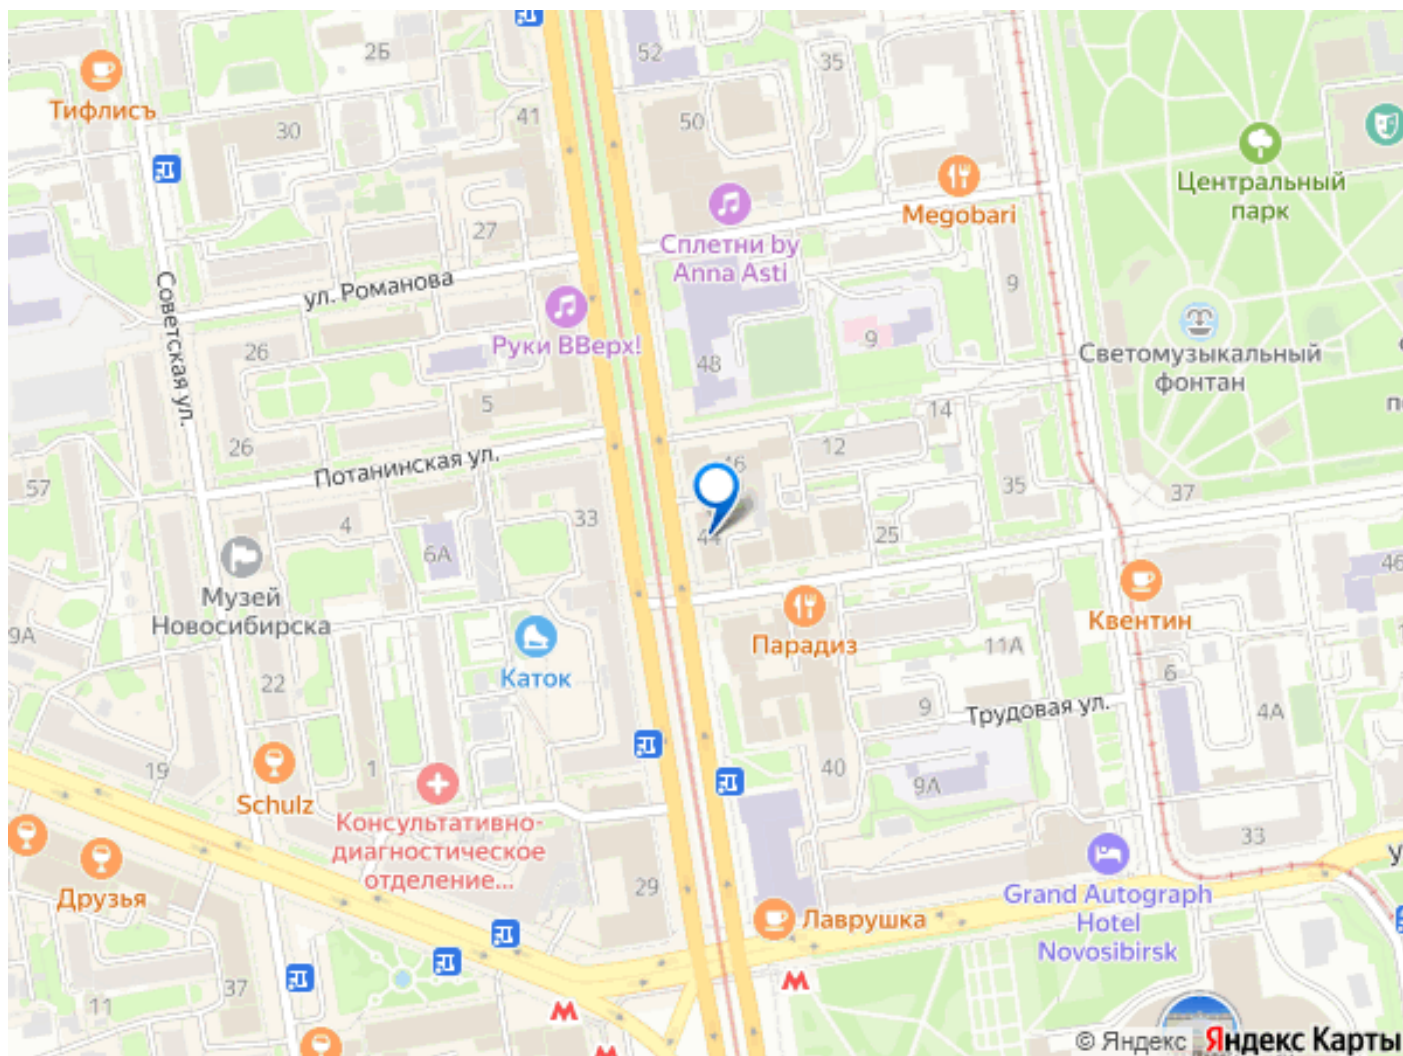 25
52
35
Тифлисъ
30
41
50
Megobari
Центральный
парк
27
Сплетни by
Anna Asti
ул. Романова
9
Советская ул.
Руки ВВерх!
26
48
9
Светомузыкальный
фонтан
5
14
26
12
46
Потанинская ул.
57
35
37
4
33
44
25
6А
46
Музей
Новосибирска
Квентин
9А
Парадиз
11А
Каток
22
6
9
Трудовая ул.
4А
19
1
40
9А
Schulz
33
Консультативно-
диагностическое
отделение...
Друзья
29
Grand Autograph
Hotel
Novosibirsk
Лаврушка
37
11
© Яндекс
Яндекс Карты